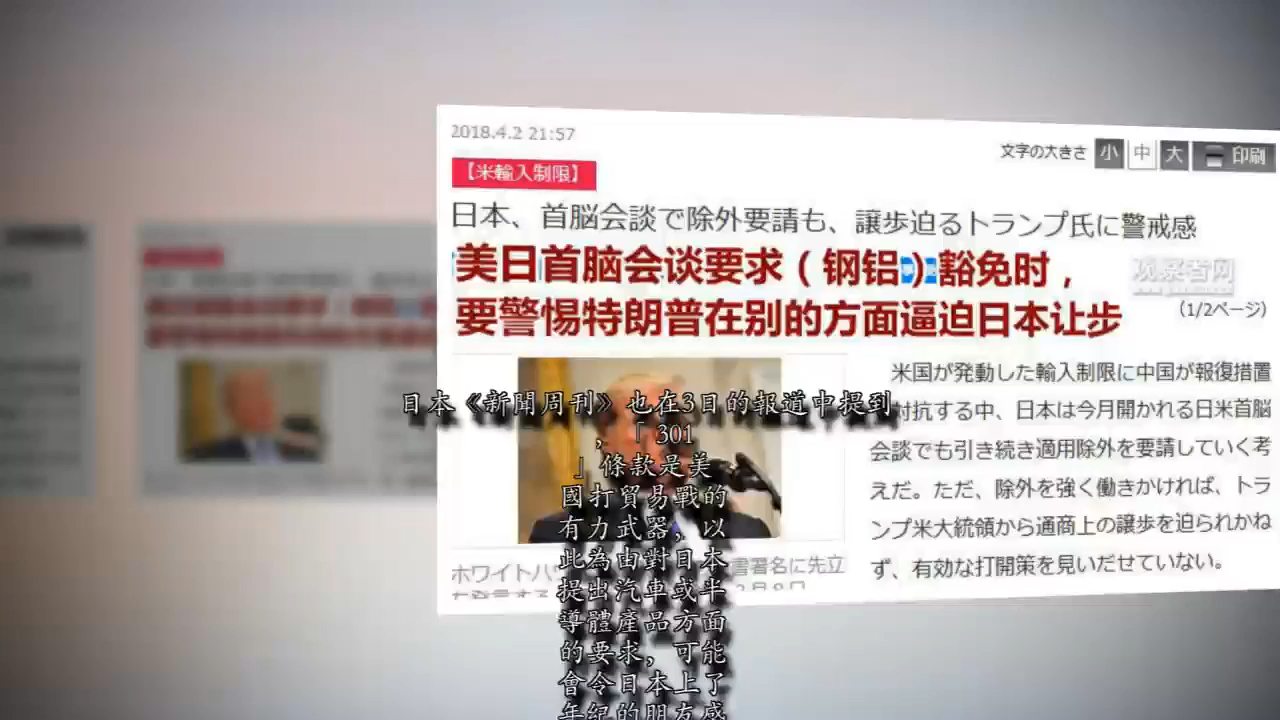 2018.4.2 21:57
文字の大きさ 小 中 大 印刷
【米輸入制限】
日本、首脳会談で除外要請も、譲歩迫るトランプ氏に警戒感
美日首脑会谈要求（钢铝）豁免时，
要警惕特朗普在别的方面逼迫日本让步
观察者网
(1/2ページ)
米国が発動した輸入制限に中国が報復措置
対抗する中、日本は今月開かれる日米首脳
会談でも引き続き適用除外を要請していく考
えだ。ただ、除外を強く働きかければ、トラ
ンプ米大統領から通商上の譲歩を迫られかね
ず、有効な打開策を見いだせていない。
ホワイトハ
書署名に先立
日本《新聞周刊》也在3日的報道中提到
，「301
」條款是美
國打貿易戰的
有力武器，以
此為由對日本
提出汽車或半
導體產品方面
的要求，可能
會令日本上了
年紀的朋友感